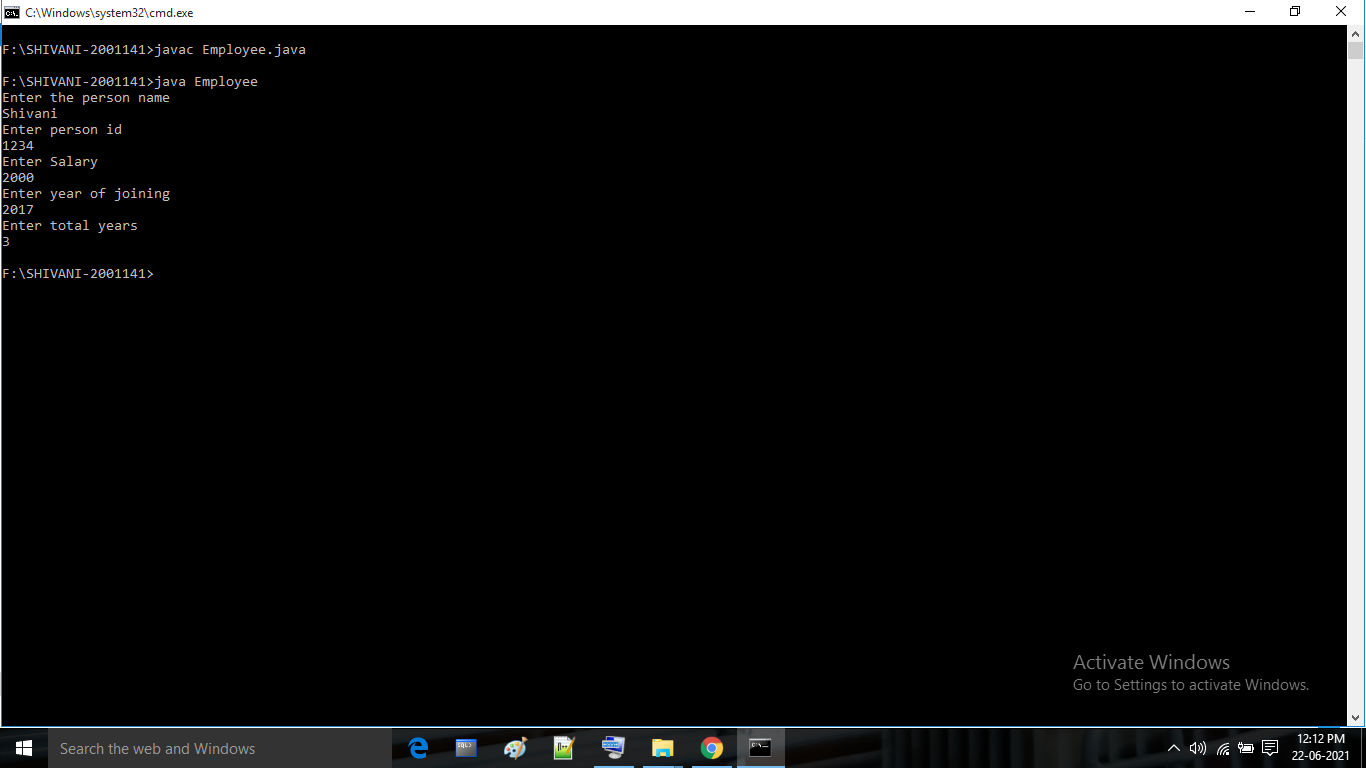 C:\Windows\system32\cmd.exe
F:\SHIVANI-2001141>javac Employee.java
F:\SHIVANI-2001141>java Employee
Enter the person name
Shivani
Enter person id
1234
Enter Salary
2000
Enter year of joining
2017
Enter total years
3
F:\SHIVANI-2001141>
Activate Windows
Go to Settings to activate Windows.
Search the web and Windows
12:12 PM
22-06-2021